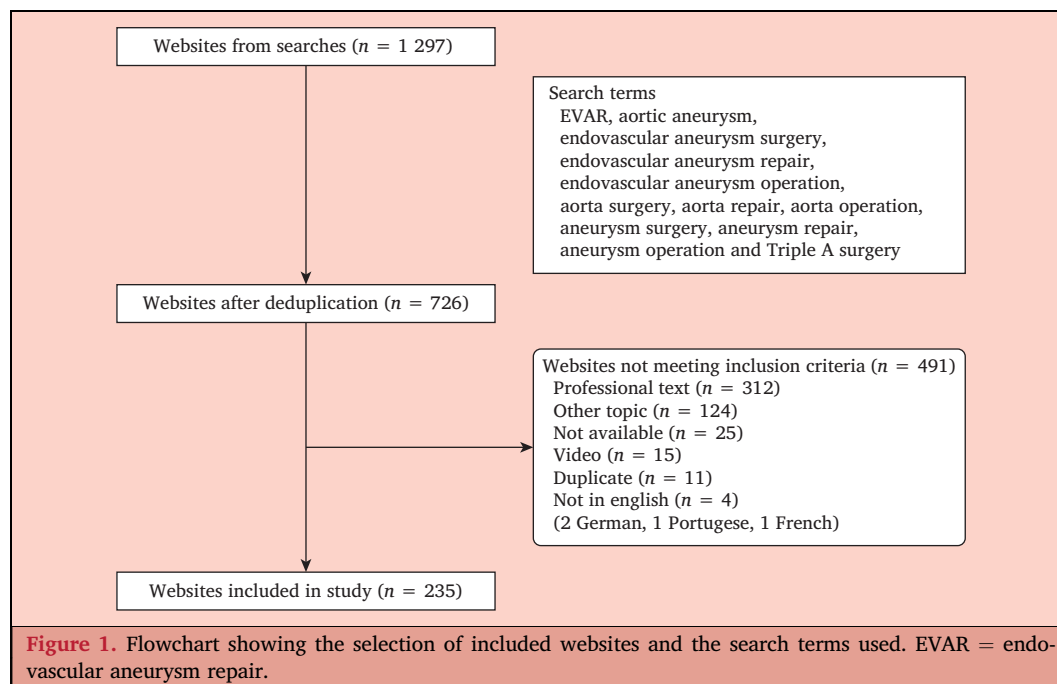 Websites from searches (n = 1 297)
Search terms
EVAR, aortic aneurysm,
endovascular aneurysm surgery,
endovascular aneurysm repair,
endovascular aneurysm operation,
aorta surgery, aorta repair, aorta operation,
aneurysm surgery, aneurysm repair,
aneurysm operation and Triple A surgery
Websites after deduplication (n = 726)
Websites not meeting inclusion criteria (n = 491)
Professional text (n = 312)
Other topic (n = 124)
Not available (n = 25)
Video (n = 15)
Duplicate (n = 11)
Not in english (n = 4)
(2 German, 1 Portugese, 1 French)
Websites included in study (n = 235)
Figure 1. Flowchart showing the selection of included websites and the search terms used. EVAR = endo-
vascular aneurysm repair.